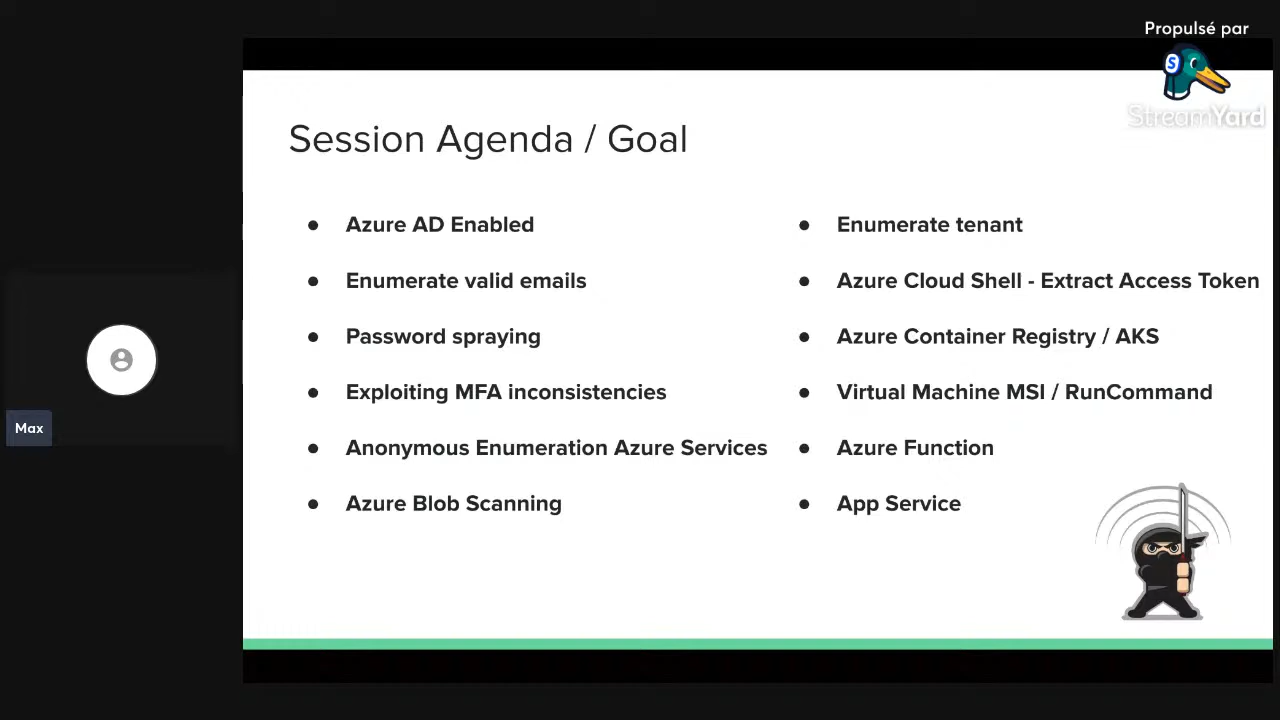 Propulsé par
StreamYard
Session Agenda / Goal
Azure AD Enabled
Enumerate valid emails
Password spraying
Exploiting MFA inconsistencies
Anonymous Enumeration Azure Services
Azure Blob Scanning
Enumerate tenant
Azure Cloud Shell - Extract Access Token
Azure Container Registry / AKS
Virtual Machine MSI / RunCommand
Azure Function
App Service
Max